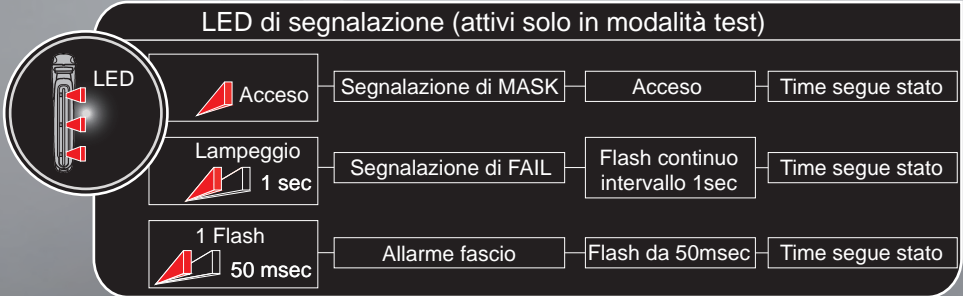 LED di segnalazione (attivi solo in modalità test)
LED
Acceso
Segnalazione di MASK
Acceso
Time segue stato
Lampeggio
1 sec
Segnalazione di FAIL
Flash continuo
intervallo 1sec
Time segue stato
1 Flash
50 msec
Allarme fascio
Flash da 50msec
Time segue stato